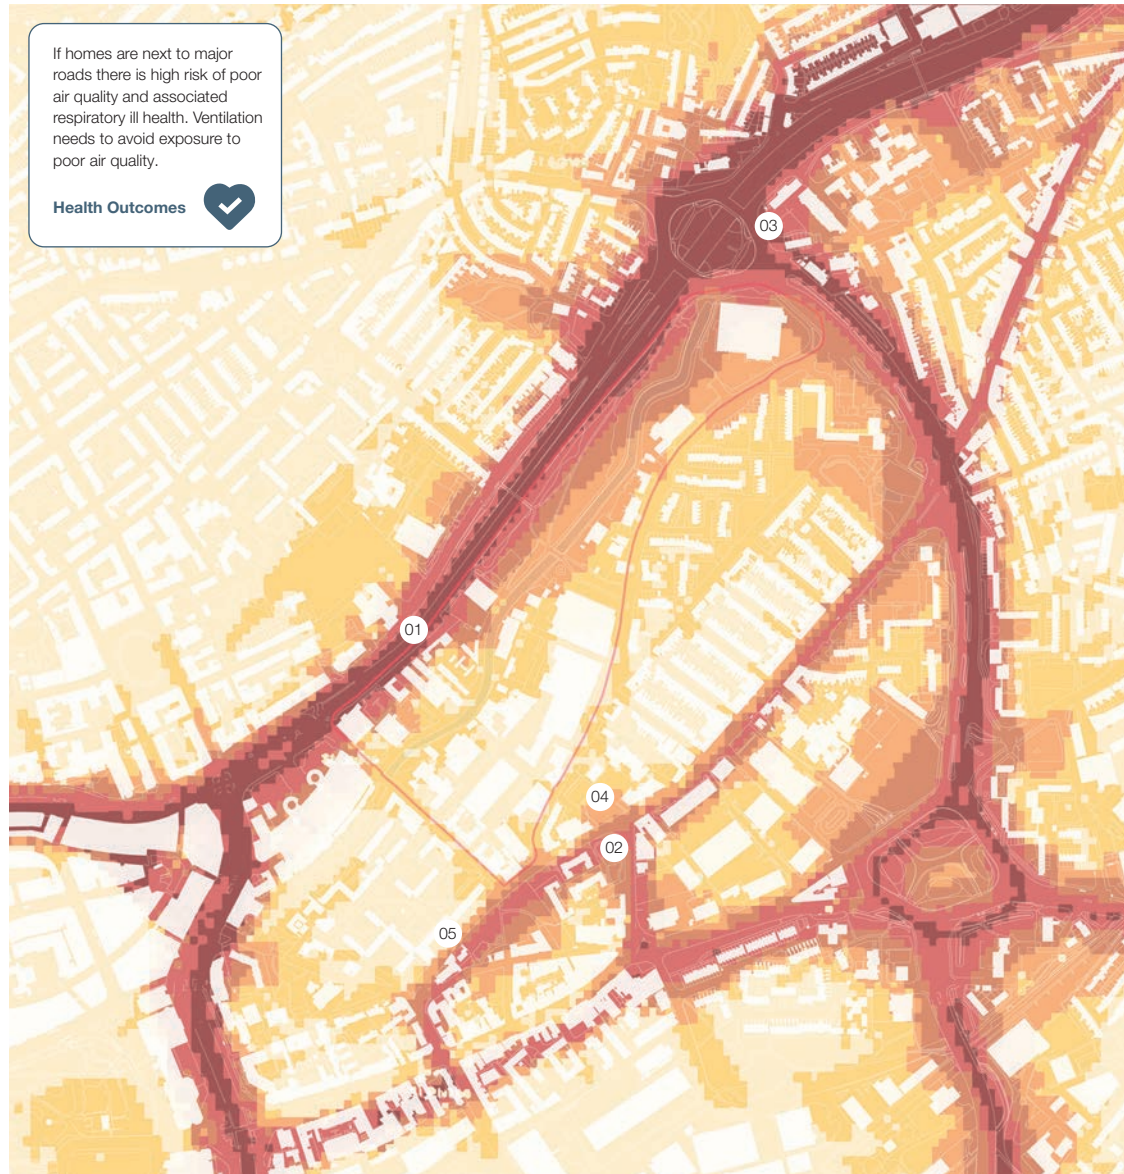 If homes are next to major
roads there is high risk of poor
air quality and associated
respiratory ill health. Ventilation
needs to avoid exposure to
poor air quality.
Health Outcomes
03
01
04
02
05